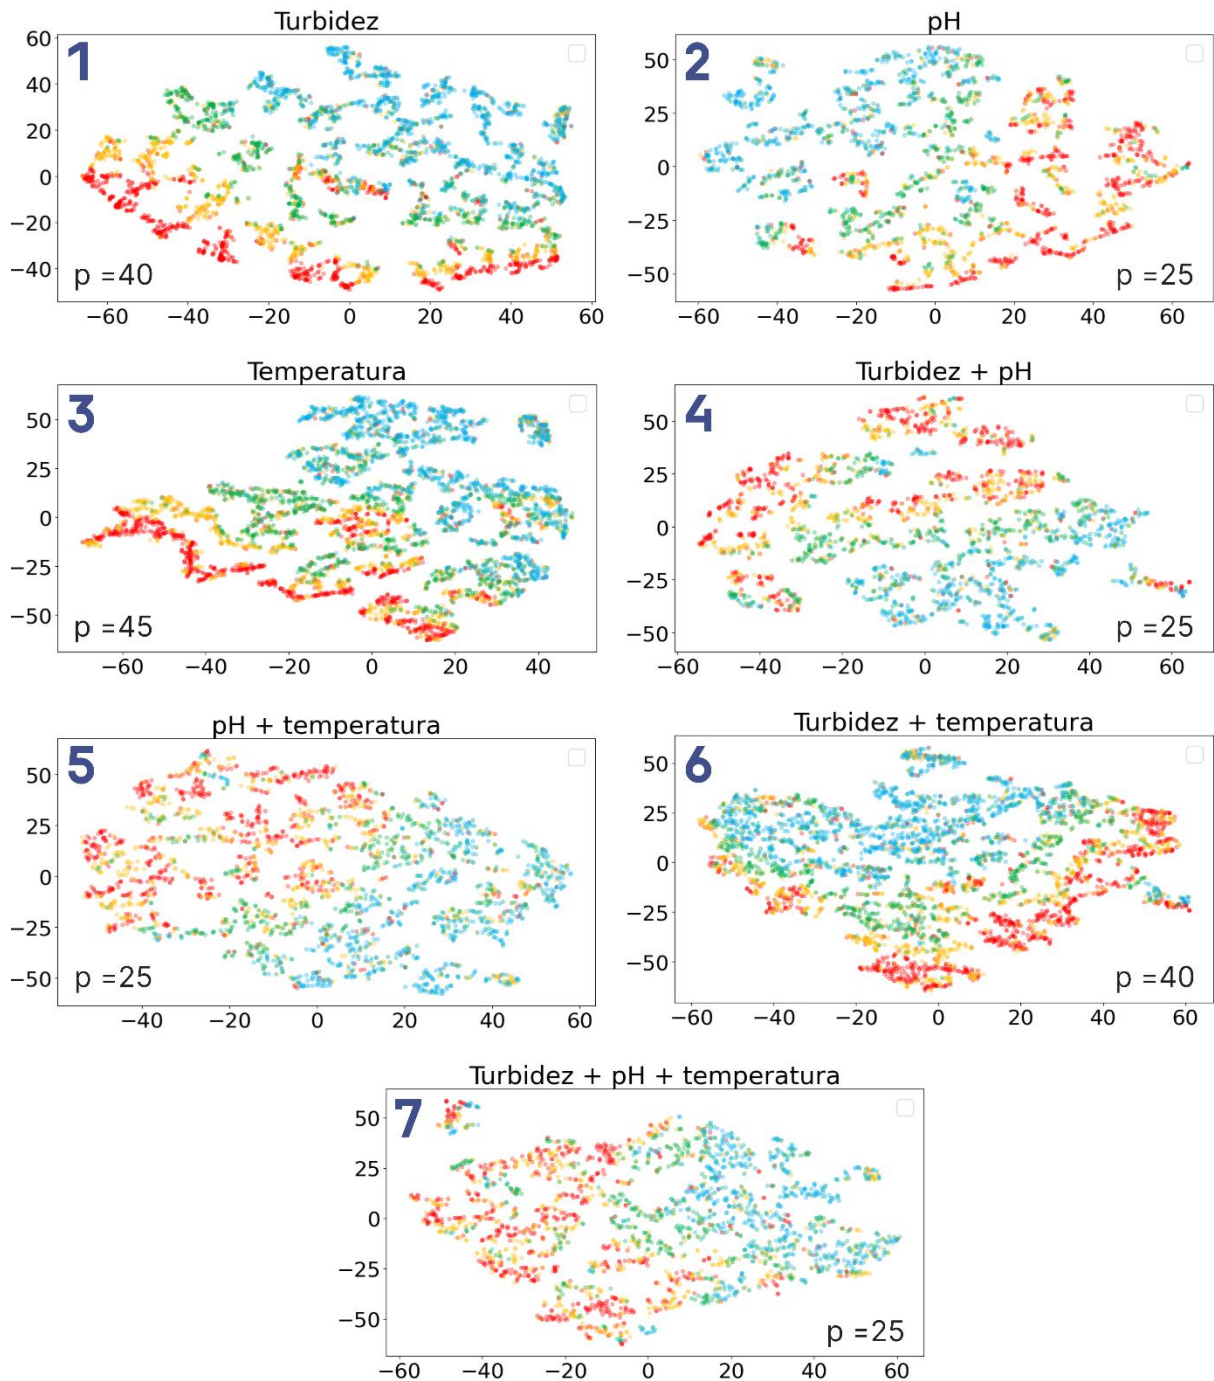 Turbidez
1
60
40
20
0
−20
−40
p =40
−60 −40 −20 0 20 40 60
pH
2
50
25
0
−25
−50
p =25
−60 −40 −20 0 20 40 60
Temperatura
3
50
25
0
−25
−50
p =45
−60 −40 −20 0 20 40
Turbidez + pH
4
50
25
0
−25
−50
p =25
−60 −40 −20 0 20 40 60
pH + temperatura
5
50
25
0
−25
−50
p =25
−40 −20 0 20 40 60
Turbidez + temperatura
6
50
25
0
−25
−50
p =40
−60 −40 −20 0 20 40 60
Turbidez + pH + temperatura
7
50
25
0
−25
−50
p =25
−60 −40 −20 0 20 40 60